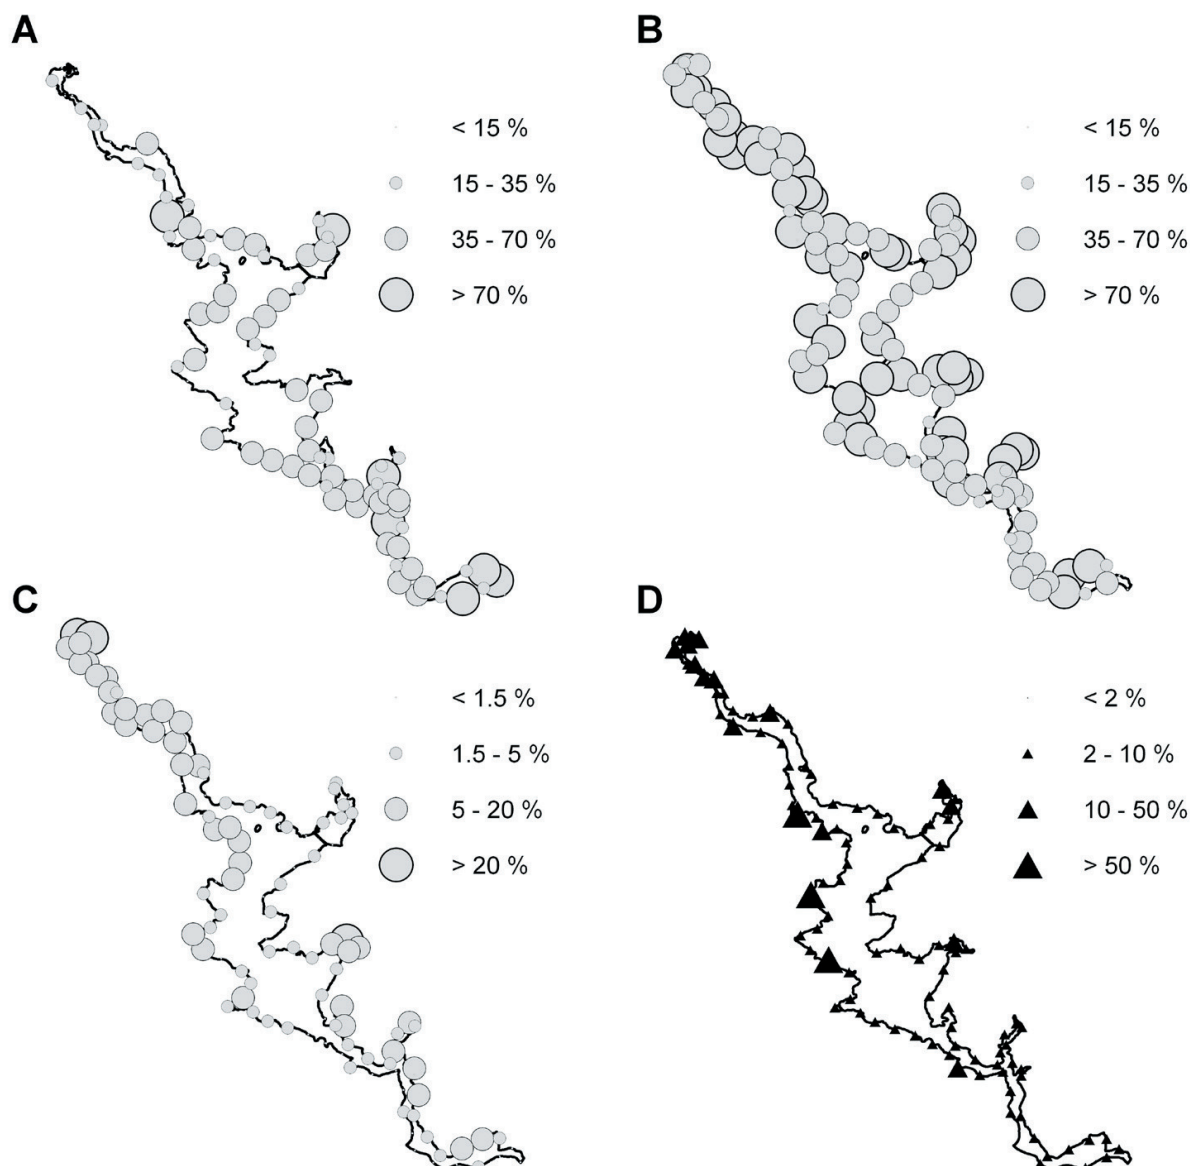 A
< 15 %
15 - 35 %
35 - 70 %
> 70 %
B
< 15 %
15 - 35 %
35 - 70 %
> 70 %
C
< 1.5 %
1.5 - 5 %
5 - 20 %
> 20 %
D
< 2 %
2 - 10 %
10 - 50 %
> 50 %